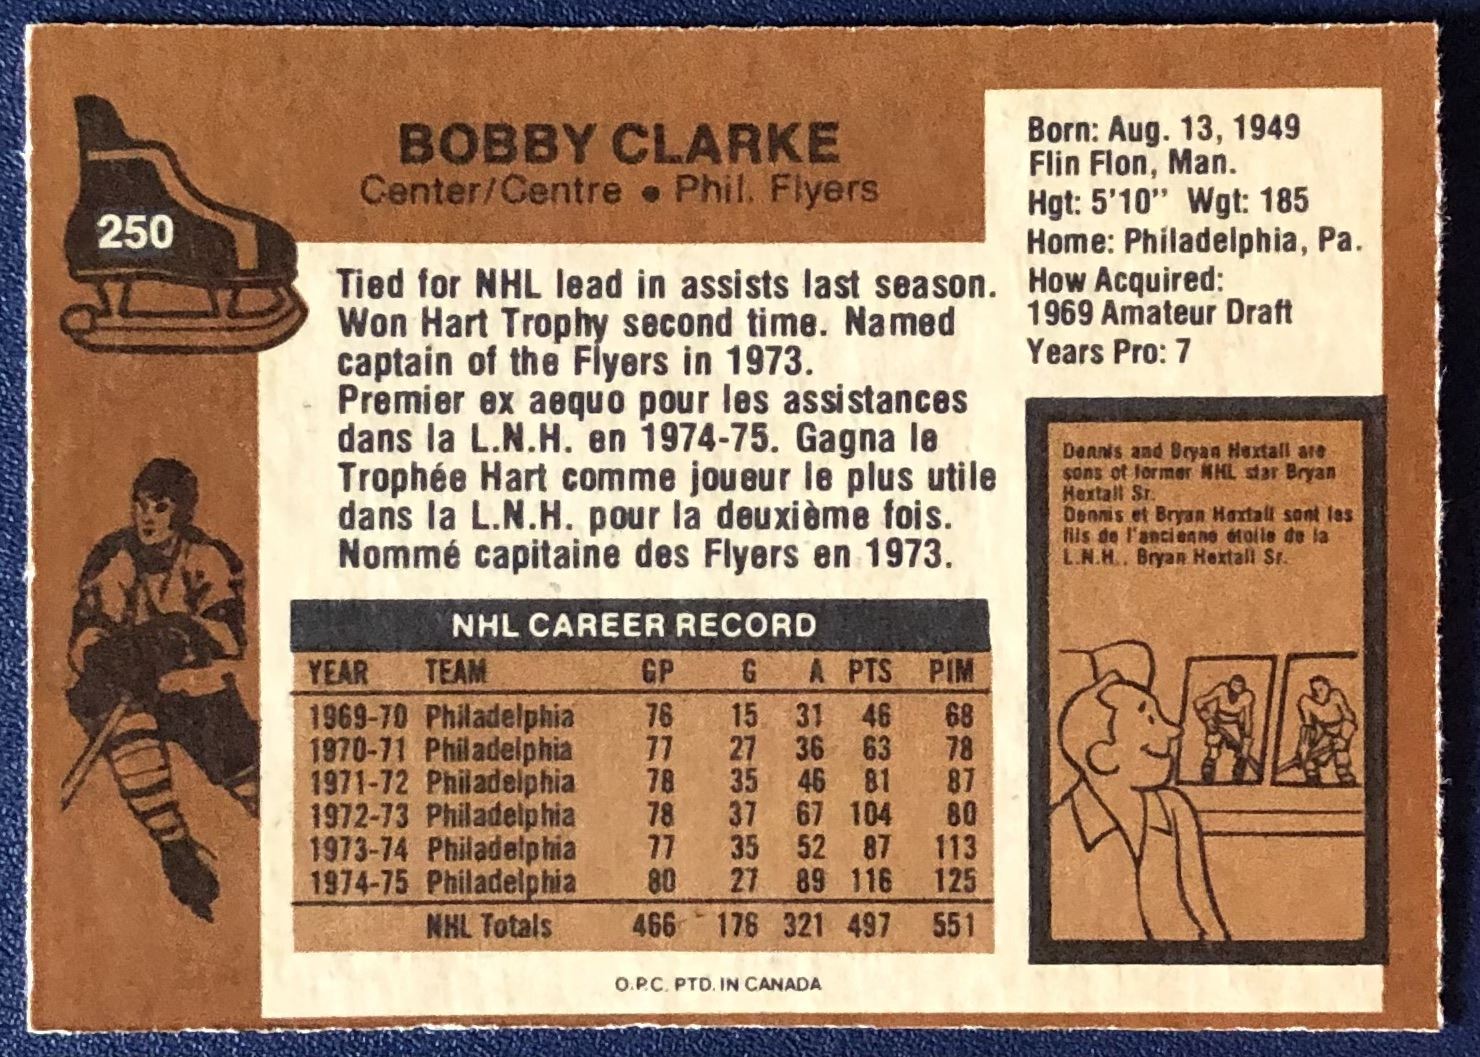 250
BOBBY CLARKE
Center/Centre • Phil. Flyers
Born: Aug. 13, 1949
Flin Flon, Man.
Hgt: 5'10" Wgt: 185
Home: Philadelphia, Pa.
How Acquired:
1969 Amateur Draft
Years Pro: 7
Tied for NHL lead in assists last season.
Won Hart Trophy second time. Named
captain of the Flyers in 1973.
Premier ex aequo pour les assistances
dans la L.N.H. en 1974-75. Gagna le
Trophée Hart comme joueur le plus utile
dans la L.N.H. pour la deuxième fois.
Nommé capitaine des Flyers en 1973.
Dennis and Bryan Hextall are
sons of former NHL star Bryan
Hextall Sr.
Dennis et Bryan Hextall sont les
fils de l'ancienne étoile de la
L.N.H., Bryan Hextall Sr.
NHL CAREER RECORD
YEAR TEAM GP G A PTS PIM
1969-70 Philadelphia 76 15 31 46 68
1970-71 Philadelphia 77 27 36 63 78
1971-72 Philadelphia 78 35 46 81 87
1972-73 Philadelphia 78 37 67 104 80
1973-74 Philadelphia 77 35 52 87 113
1974-75 Philadelphia 80 27 89 116 125
NHL Totals 466 176 321 497 551
O.P.C. PTD. IN CANADA